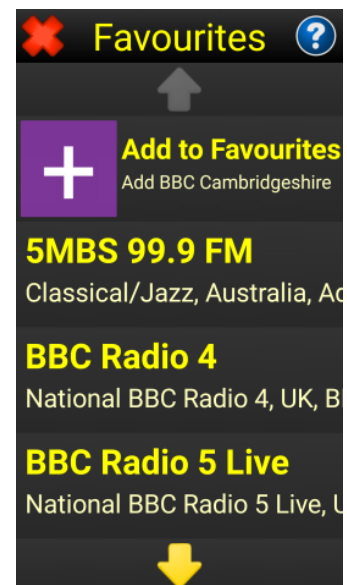 Favourites ?
+
Add to Favourites
Add BBC Cambridgeshire
5MBS 99.9 FM
Classical/Jazz, Australia,
BBC Radio 4
National BBC Radio 4, UK,
BBC Radio 5 Live
National BBC Radio 5 Live,